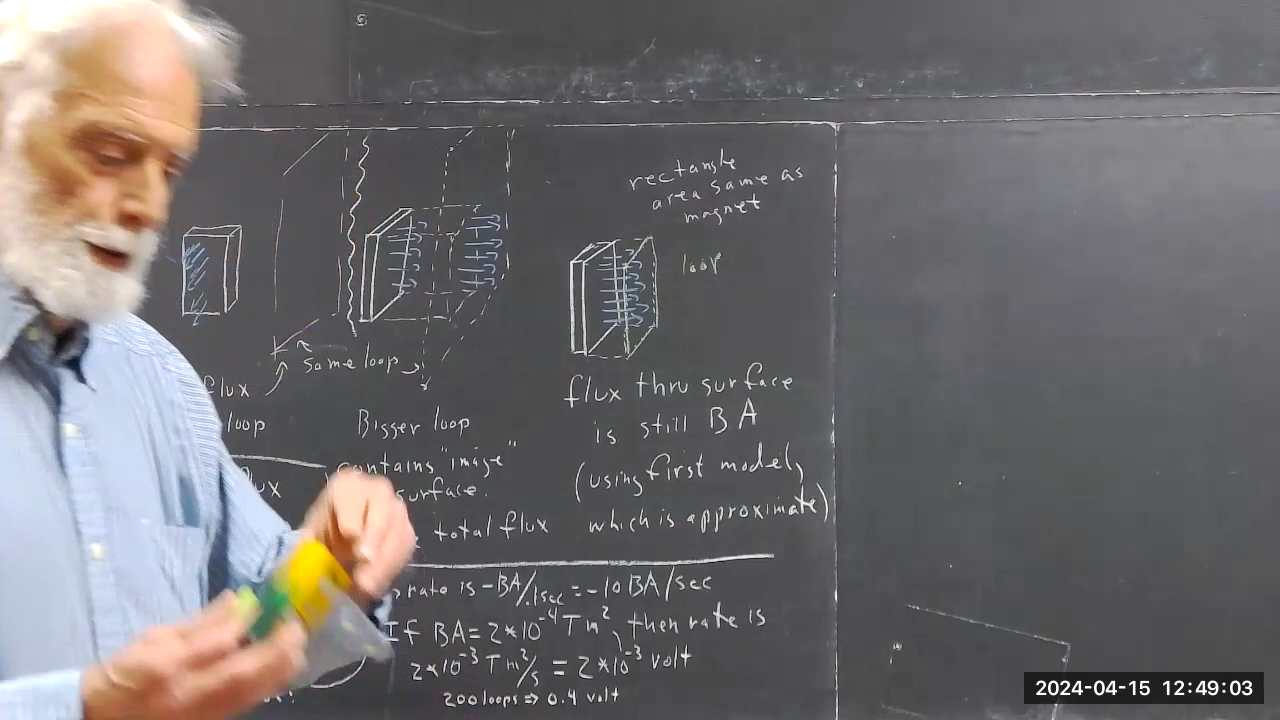 rectangle
area same as
magnet
loop
same loop
flux
loop
Bigger loop
contains "image"
surface.
total flux
flux thru surface
is still BA
(using first model,
which is approximate)
rate is -BA/.1sec = -10 BA/sec
If BA = 2*10^-4 Tm^2, then rate is
2*10^-3 Tm^2/s = 2*10^-3 volt
200 loops ⇒ 0.4 volt
2024-04-15 12:49:03